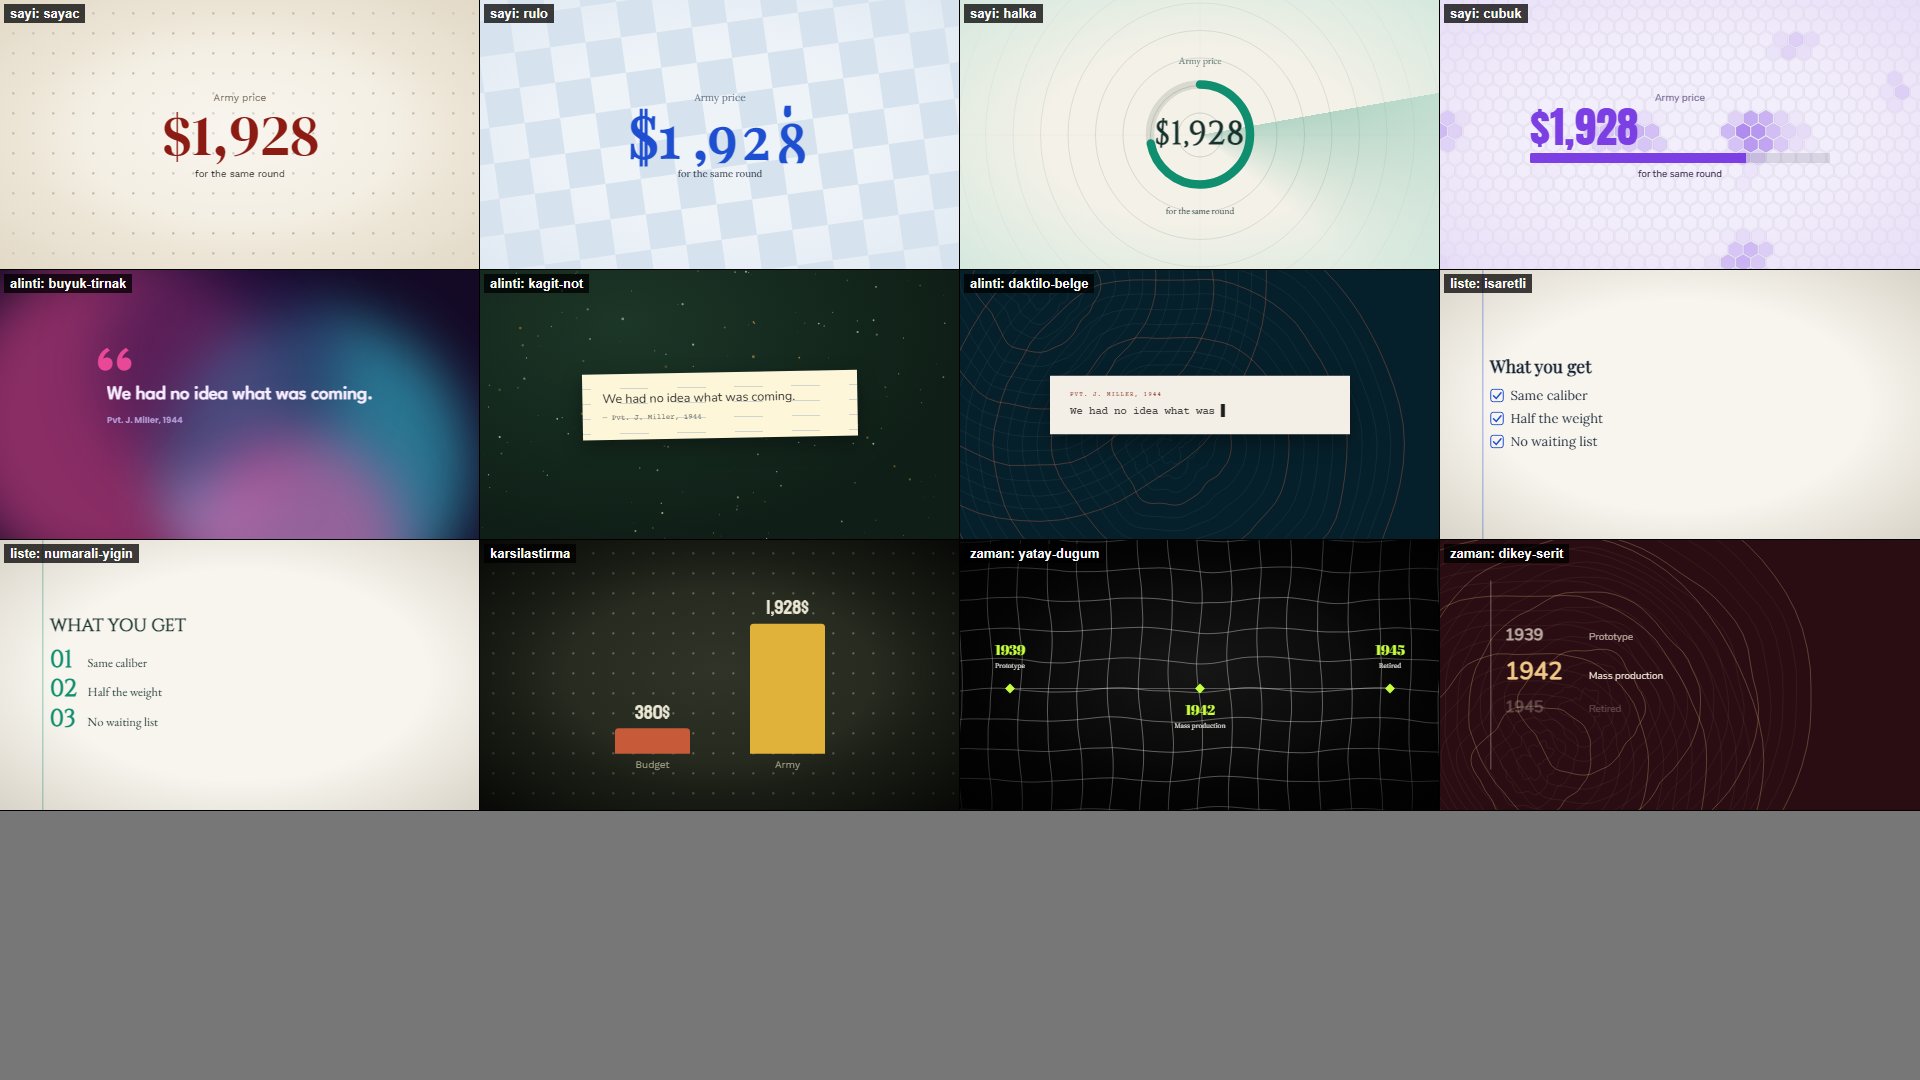 sayi: sayac
Army price
$1,928
for the same round
sayi: rulo
Army price
$1,928
for the same round
sayi: halka
Army price
$1,928
for the same round
sayi: cubuk
Army price
$1,928
for the same round
alinti: buyuk-tirnak
“
We had no idea what was coming.
Pvt. J. Miller, 1944
alinti: kagit-not
We had no idea what was coming.
— Pvt. J. Miller, 1944
alinti: daktilo-belge
PVT. J. MILLER, 1944
We had no idea what was
liste: isaretli
What you get
Same caliber
Half the weight
No waiting list
liste: numarali-yigin
WHAT YOU GET
01 Same caliber
02 Half the weight
03 No waiting list
karsilastirma
1,928$
380$
Budget
Army
zaman: yatay-dugum
1939
Prototype
1945
Retired
1942
Mass production
zaman: dikey-serit
1939 Prototype
1942 Mass production
1945 Retired